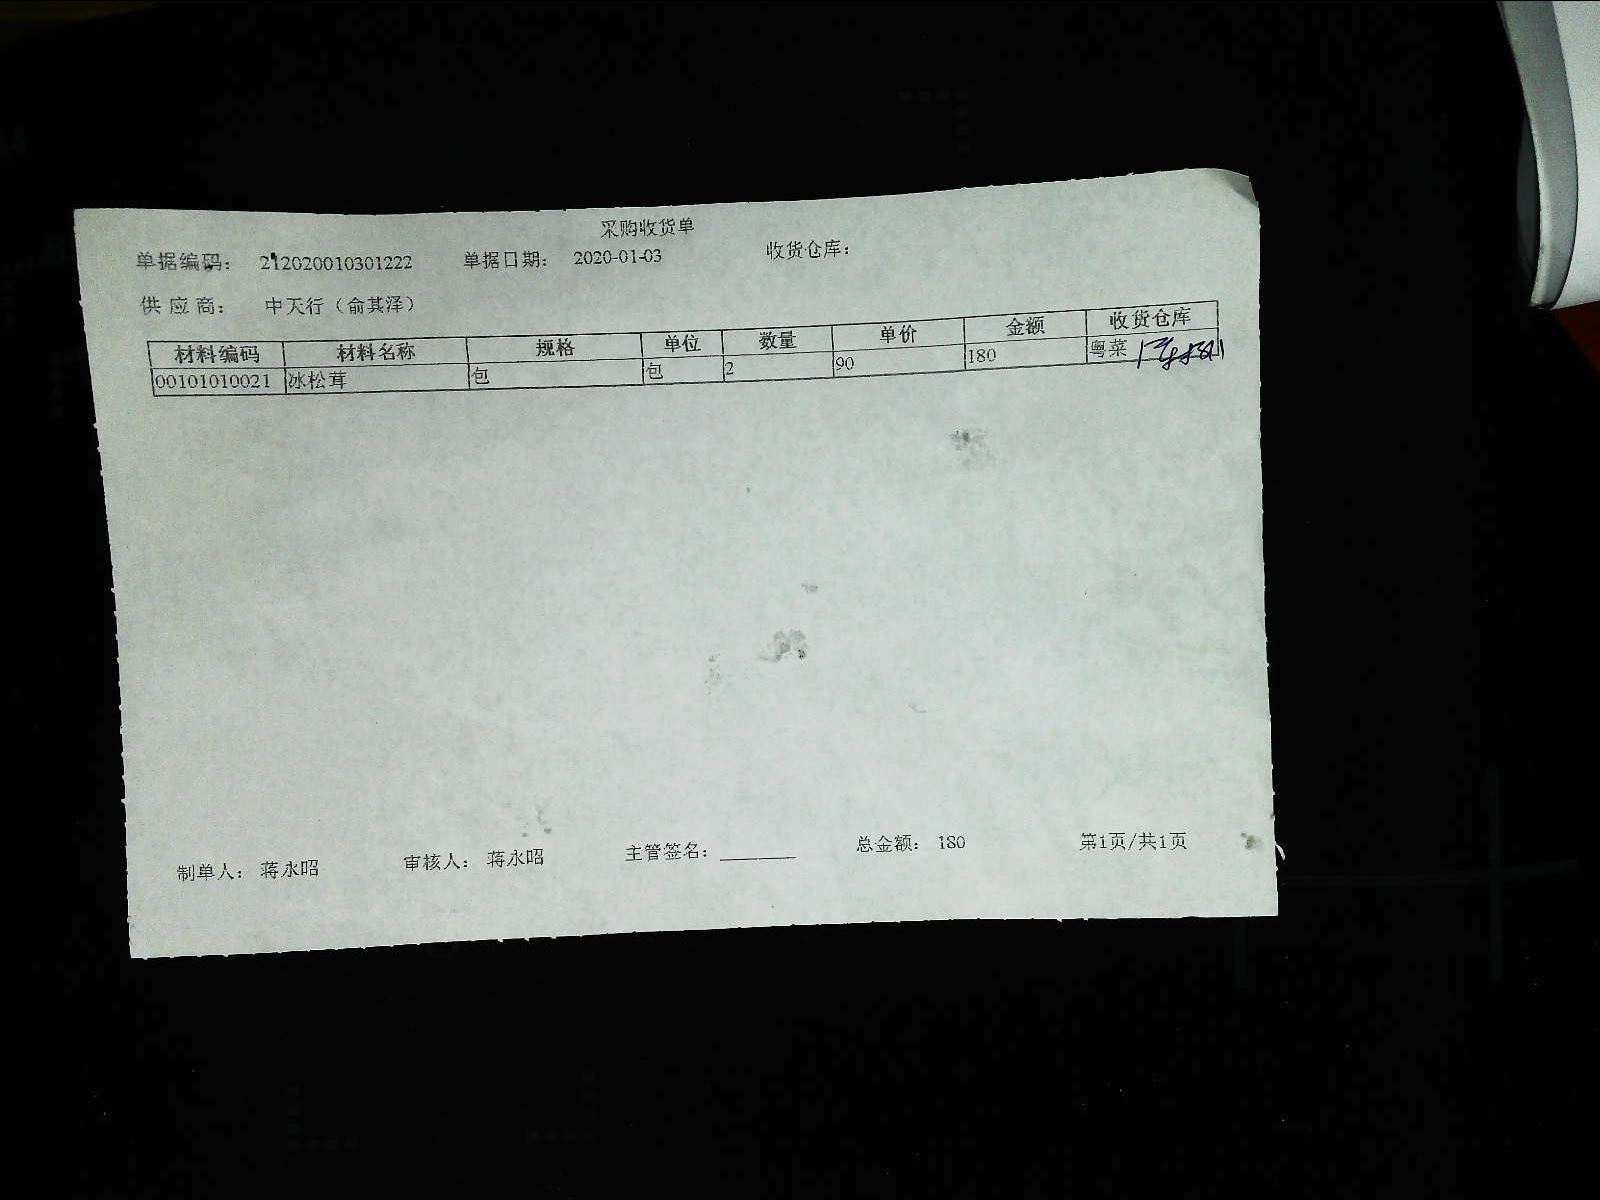 采购收货单
单据编码： 212020010301222 单据日期： 2020-01-03 收货仓库：
供应商： 中天行（俞其泽）
材料编码 材料名称 规格 单位 数量 单价 金额 收货仓库
00101010021 冰松茸 包 包 2 90 180 粤菜
制单人： 蒋永昭 审核人： 蒋永昭 主管签名： 总金额： 180 第1页/共1页